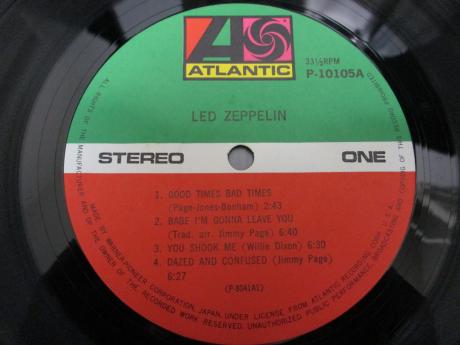 ATLANTIC
33⅓RPM
P-10105A
LED ZEPPELIN
STEREO
ONE
1. GOOD TIMES BAD TIMES
(Page-Jones-Bonham) 2:43
2. BABE I'M GONNA LLEAVE YOU
(Trad. arr. Jimmy Page) 6:40
3. YOU SHOOK ME (Willie Dixon) 6:30
4. DAZED AND CONFUSED (Jimmy Page)
6:27
(P-8041A1)
ALL RIGHTS OF THE MANUFACTURER AND OF THE OWNER OF THE RECORDED WORK RESERVED. UNAUTHORIZED PUBLIC PERFORMANCE, BROADCASTING AND COPYING OF THIS RECORD PROHIBITED
MADE BY WARNER-PIONEER CORPORATION, JAPAN, UNDER LICENSE FROM ATLANTIC RECORDING CORP., U.S.A.